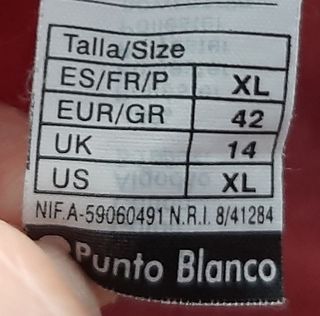 Talla/Size
ES/FR/P XL
EUR/GR 42
UK 14
US XL
NIF.A-59060491 N.R.I. 8/41284
Punto Blanco